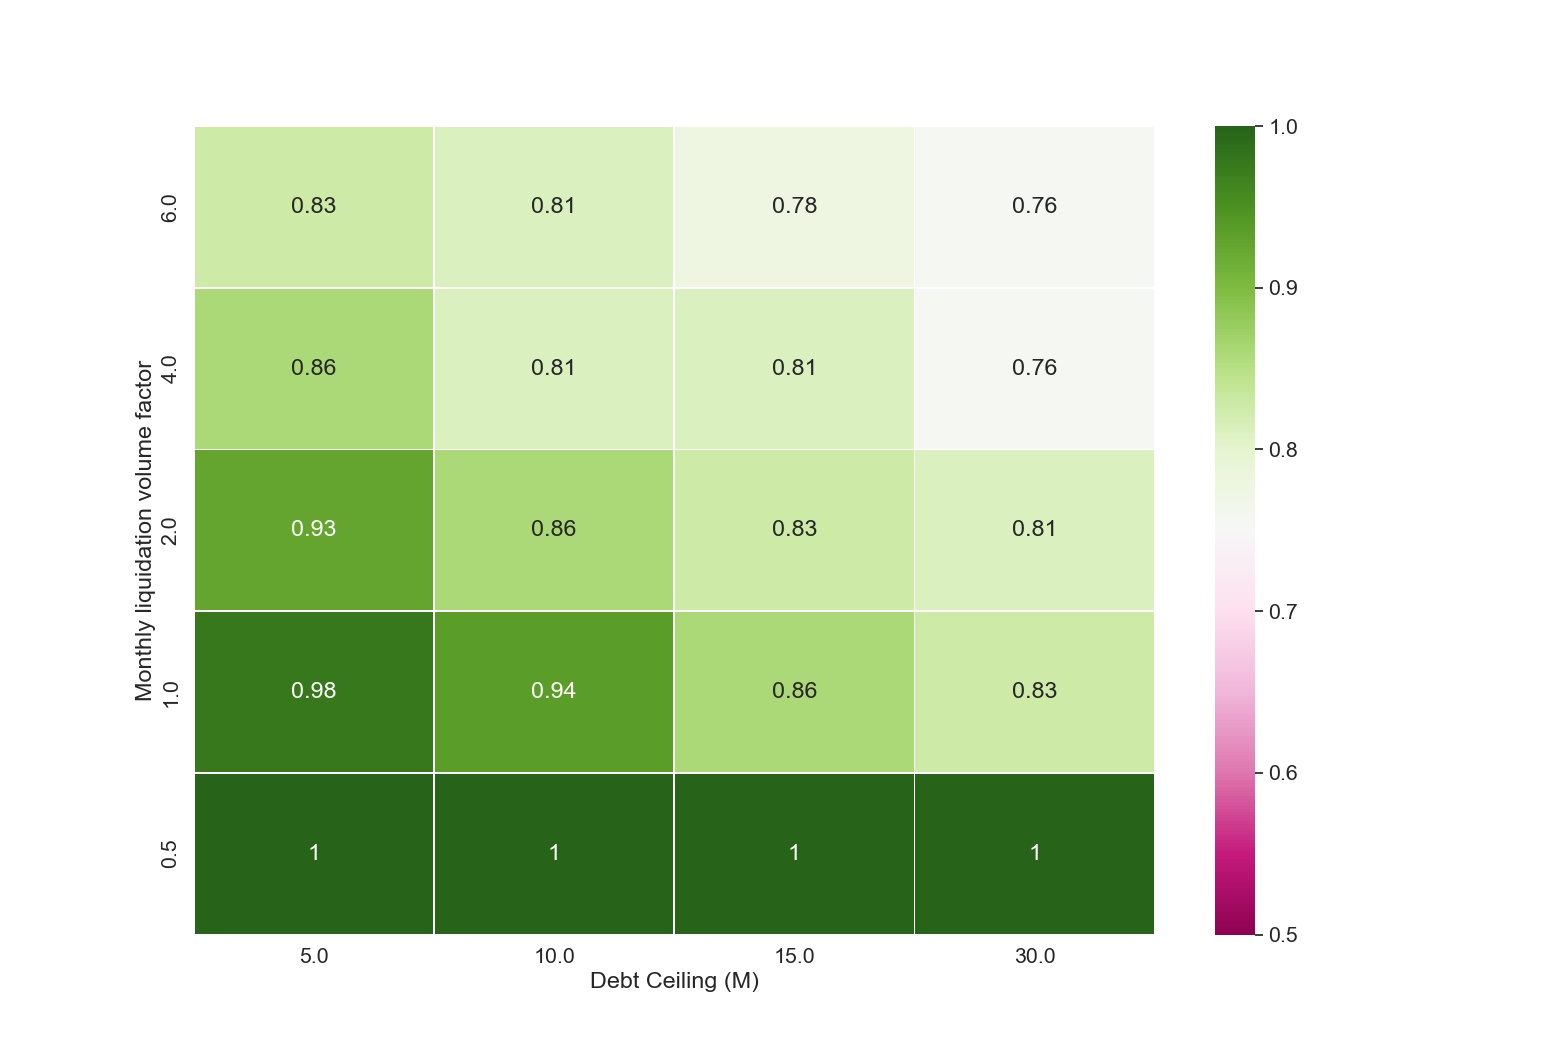 1.0
6.0 0.83 0.81 0.78 0.76
0.9
4.0 0.86 0.81 0.81 0.76
0.8
Monthly liquidation volume factor
2.0 0.93 0.86 0.83 0.81
0.7
1.0 0.98 0.94 0.86 0.83
0.6
0.5 1 1 1 1
0.5
5.0 10.0 15.0 30.0
Debt Ceiling (M)